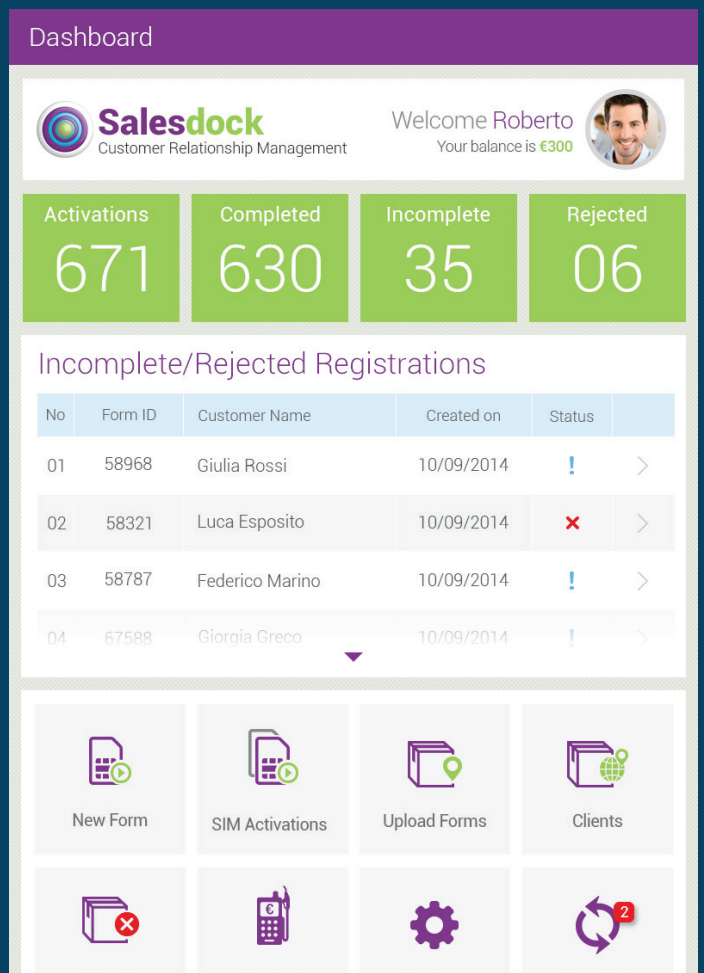 Dashboard
Salesdock
Customer Relationship Management
Welcome Roberto
Your balance is €300
Activations Completed Incomplete Rejected
671 630 35 06
Incomplete/Rejected Registrations
No Form ID Customer Name Created on Status
01 58968 Giulia Rossi 10/09/2014 !
02 58321 Luca Esposito 10/09/2014
03 58787 Federico Marino 10/09/2014 !
04 67588 Giorgia Greco 10/09/2014 !
New Form SIM Activations Upload Forms Clients
€
2